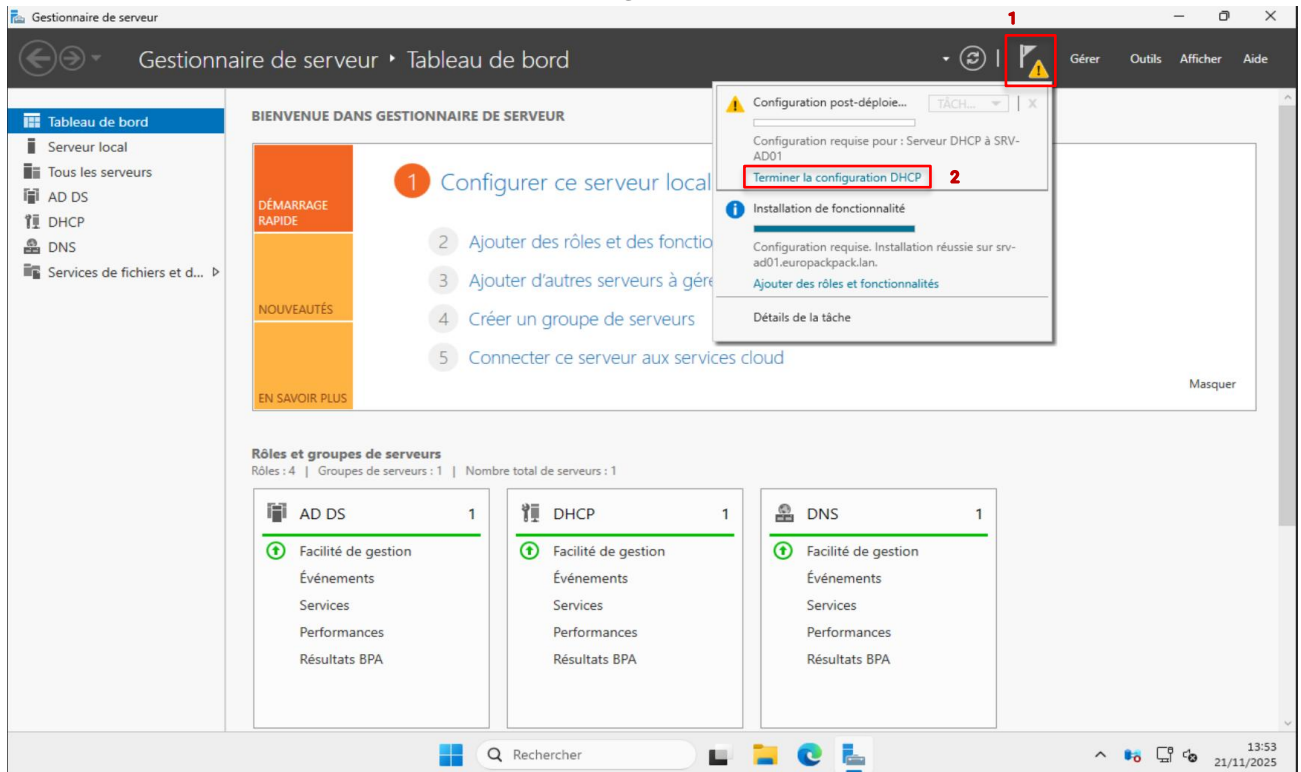 Gestionnaire de serveur
1
Gestionnaire de serveur ‣ Tableau de bord
Gérer Outils Afficher Aide
Tableau de bord
Serveur local
Tous les serveurs
AD DS
DHCP
DNS
Services de fichiers et d...
BIENVENUE DANS GESTIONNAIRE DE SERVEUR
DÉMARRAGE
RAPIDE
NOUVEAUTÉS
EN SAVOIR PLUS
1 Configurer ce serveur local
2 Ajouter des rôles et des fonctio
3 Ajouter d'autres serveurs à gére
4 Créer un groupe de serveurs
5 Connecter ce serveur aux services cloud
Masquer
Configuration post-déploie... TÂCH... X
Configuration requise pour : Serveur DHCP à SRV-
AD01
Terminer la configuration DHCP 2
Installation de fonctionnalité
Configuration requise. Installation réussie sur srv-
ad01.europackpack.lan.
Ajouter des rôles et fonctionnalités
Détails de la tâche
Rôles et groupes de serveurs
Rôles : 4 | Groupes de serveurs : 1 | Nombre total de serveurs : 1
AD DS 1
Facilité de gestion
Événements
Services
Performances
Résultats BPA
DHCP 1
Facilité de gestion
Événements
Services
Performances
Résultats BPA
DNS 1
Facilité de gestion
Événements
Services
Performances
Résultats BPA
Rechercher
13:53
21/11/2025